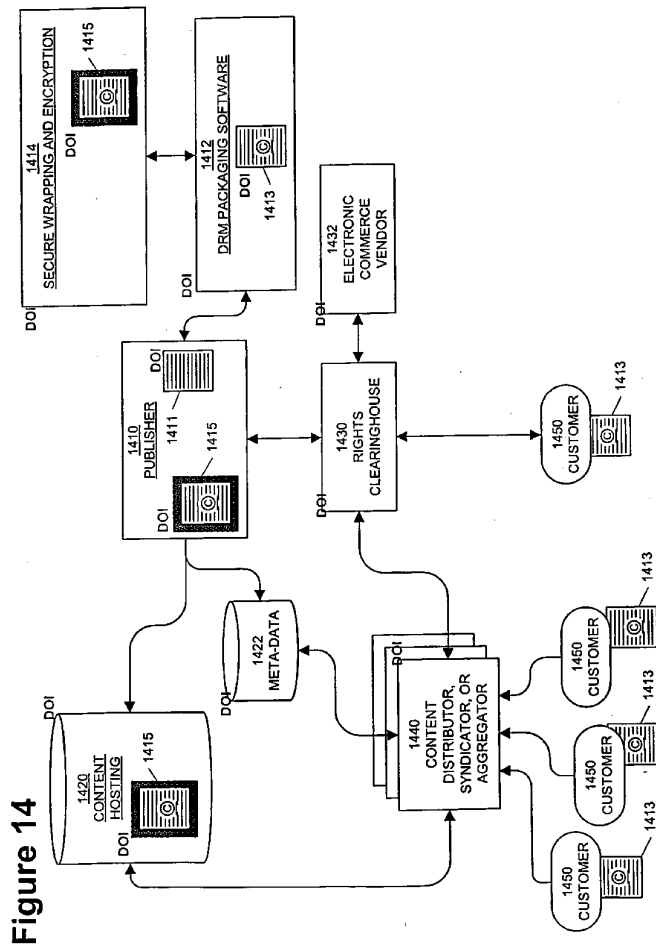 Figure 14
DOI
1420
CONTENT
HOSTING
DOI
1415
DOI
1422
META-DATA
1410
PUBLISHER
DOI
1415
DOI
1411
DOI
1414
SECURE WRAPPING AND ENCRYPTION
DOI
1415
©
DOI
1412
DRM PACKAGING SOFTWARE
DOI
1413
©
DOI
1440
CONTENT
DISTRIBUTOR,
SYNDICATOR, OR
AGGREGATOR
DOI
1430
RIGHTS
CLEARINGHOUSE
DOI
1432
ELECTRONIC
COMMERCE
VENDOR
1450
CUSTOMER
©
1413
1450
CUSTOMER
©
1413
1450
CUSTOMER
©
1413
1450
CUSTOMER
©
1413
©
©